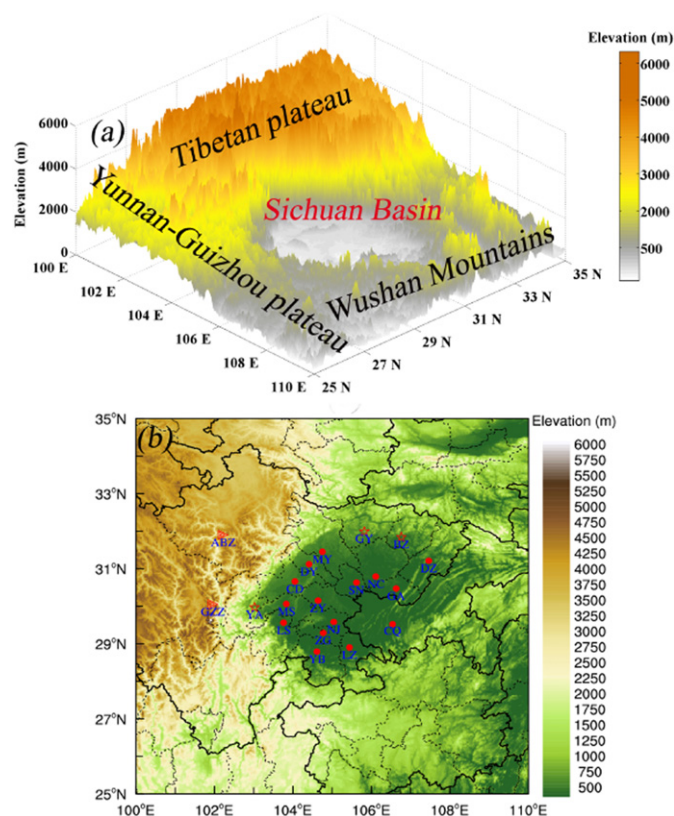 Elevation (m)
(a)
Tibetan plateau
Yunnan-Guizhou plateau
Sichuan Basin
Wushan Mountains
Elevation (m)
6000
4000
2000
0
100 E
102 E
104 E
106 E
108 E
110 E
25 N
27 N
29 N
31 N
33 N
35 N
6000
5000
4000
3000
2000
500
(b)
Elevation (m)
35°N
33°N
31°N
29°N
27°N
25°N
100°E
102°E
104°E
106°E
108°E
110°E
ABZ
GZZ
YA
GY
BZ
MY
DY
CD
SN
NC
GA
DZ
MS
ZY
LS
NJ
ZG
YB
LZ
CQ
6000
5750
5500
5250
5000
4750
4500
4250
4000
3750
3500
3250
3000
2750
2500
2250
2000
1750
1500
1250
1000
750
500